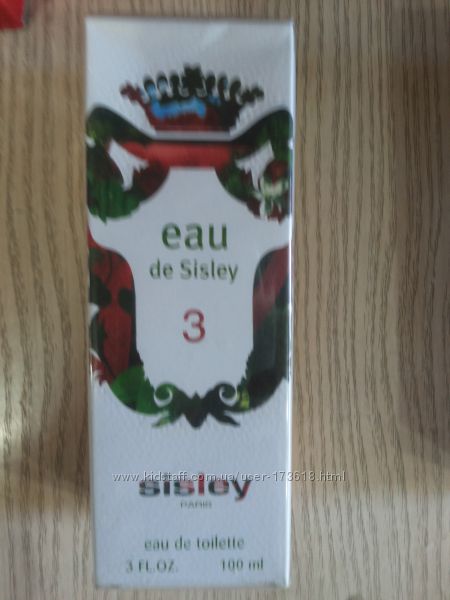 eau
de Sisley
3
www.kidstaff.com.ua/user-173618.html
sisley
PARIS
eau de toilette
3 FL.OZ. 100 ml